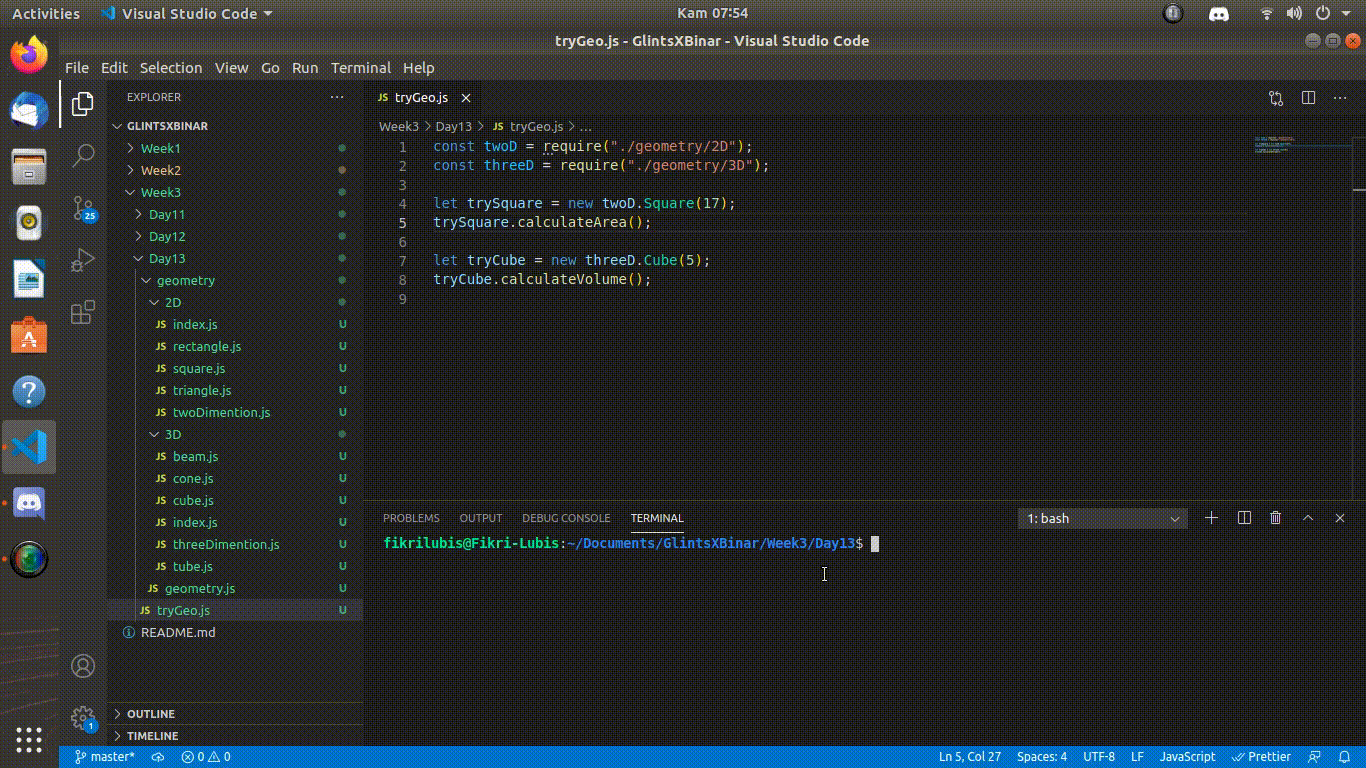 Activities Visual Studio Code Kam 07:54
tryGeo.js - GlintsXBinar - Visual Studio Code
File Edit Selection View Go Run Terminal Help
EXPLORER
GLINTSXBINAR
Week1
Week2
Week3
25
Day11
Day12
Day13
geometry
2D
JS index.js U
JS rectangle.js U
JS square.js U
JS triangle.js U
JS twoDimention.js U
3D
JS beam.js U
JS cone.js U
JS cube.js U
JS index.js U
JS threeDimention.js U
JS tube.js U
JS geometry.js U
JS tryGeo.js U
README.md
OUTLINE
TIMELINE
1
JS tryGeo.js
Week3 > Day13 > JS tryGeo.js > ...
1 const twoD = require("./geometry/2D");
2 const threeD = require("./geometry/3D");
3
4 let trySquare = new twoD.Square(17);
5 trySquare.calculateArea();
6
7 let tryCube = new threeD.Cube(5);
8 tryCube.calculateVolume();
9
PROBLEMS OUTPUT DEBUG CONSOLE TERMINAL 1: bash
fikrilubis@Fikri-Lubis:~/Documents/GlintsXBinar/Week3/Day13$
master* 0 0 Ln 5, Col 27 Spaces: 4 UTF-8 LF JavaScript Prettier